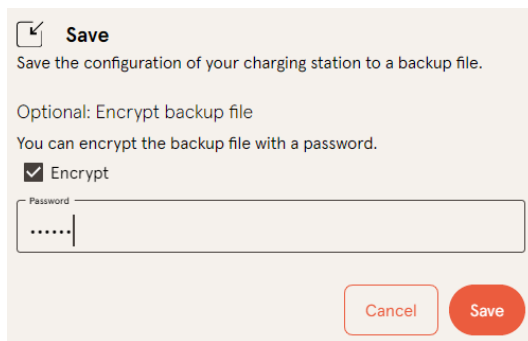 Save
Save the configuration of your charging station to a backup file.
Optional: Encrypt backup file
You can encrypt the backup file with a password.
Encrypt
Password
••••••
Cancel
Save